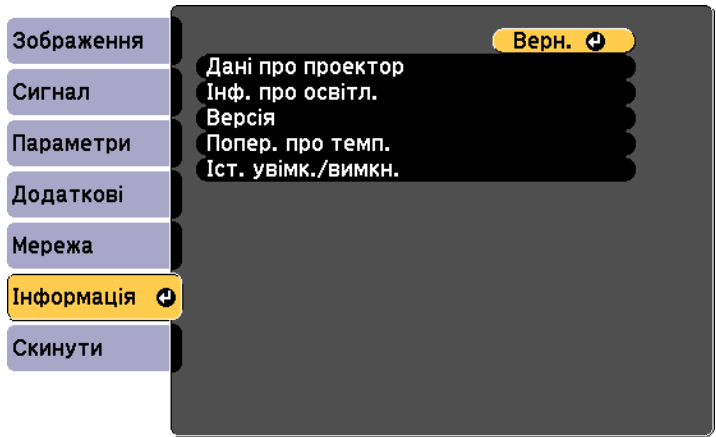 Зображення
Сигнал
Параметри
Додаткові
Мережа
Інформація
Скинути
Верн.
Дані про проектор
Інф. про освітл.
Версія
Попер. про темп.
Іст. увімк./вимкн.